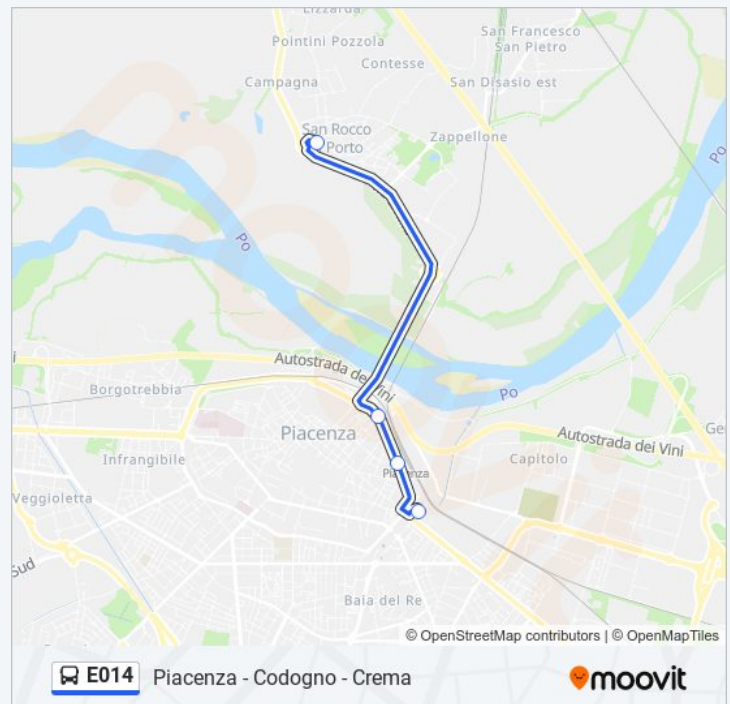 Lizzarda
San Francesco
San Pietro
Pointini Pozzola
Contesse
Campagna
San Disasio est
San Rocco
Porto
Zappellone
Po
Po
Autostrada dei Vini
Borgotrebbia
Po
Piacenza
Autostrada dei Vini
Infrangibile
Capitolo
Veggioletta
Sud
Baia del Re
© OpenStreetMap contributors | © OpenMapTiles
E014 Piacenza - Codogno - Crema
moovit